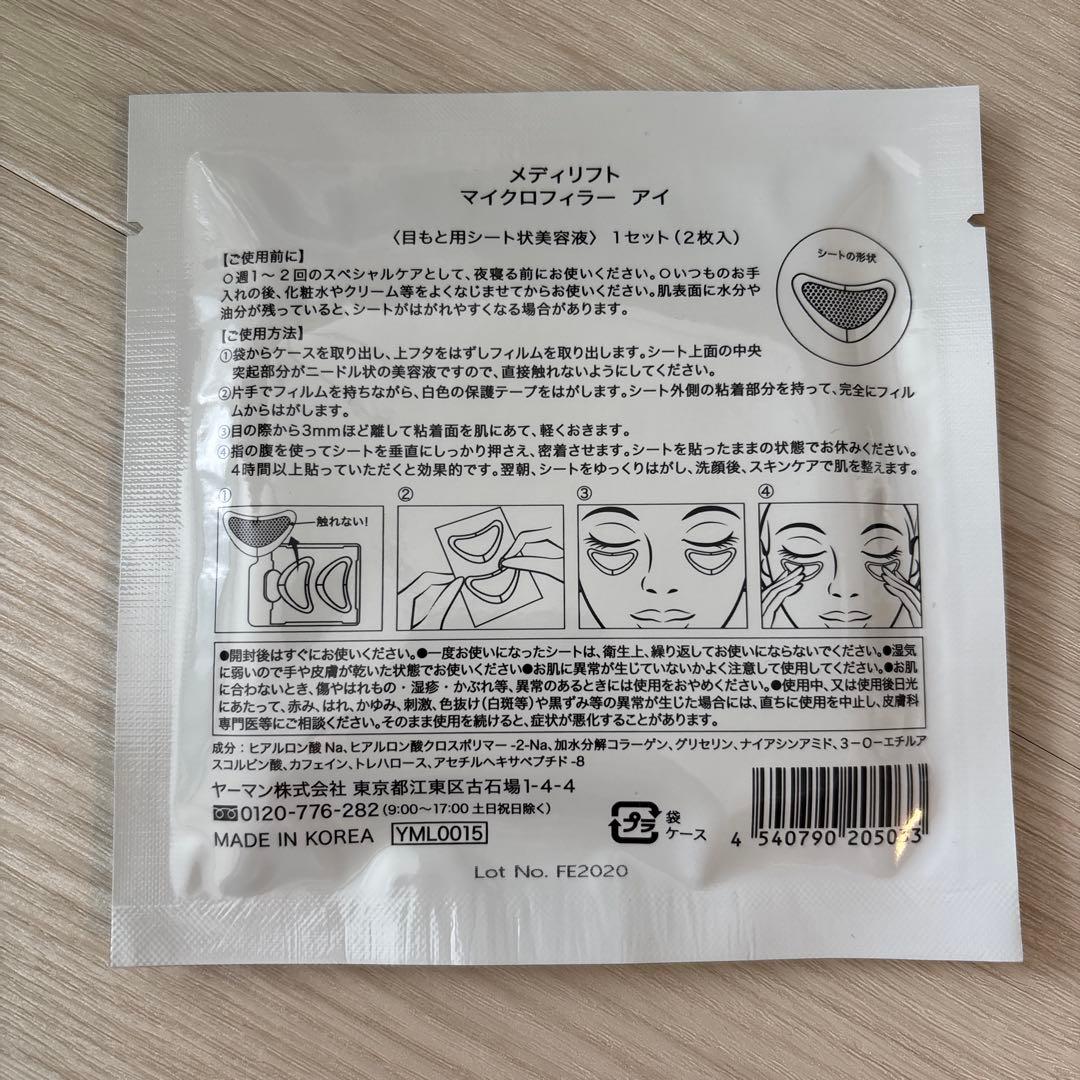 メディリフト
マイクロフィラー アイ
〈目もと用シート状美容液〉 1セット（2枚入）
シートの形状
【ご使用前に】
○週1～2回のスペシャルケアとして、夜寝る前にお使いください。○いつものお手
入れの後、化粧水やクリーム等をよくなじませてからお使いください。肌表面に水分や
油分が残っていると、シートがはがれやすくなる場合があります。
【ご使用方法】
①袋からケースを取り出し、上フタをはずしフィルムを取り出します。シート上面の中央
突起部分がニードル状の美容液ですので、直接触れないようにしてください。
②片手でフィルムを持ちながら、白色の保護テープをはがします。シート外側の粘着部分を持って、完全にフィル
ムからはがします。
③目の際から3mmほど離して粘着面を肌にあて、軽くおきます。
④指の腹を使ってシートを垂直にしっかり押さえ、密着させます。シートを貼ったままの状態でお休みください。
4時間以上貼っていただくと効果的です。翌朝、シートをゆっくりはがし、洗顔後、スキンケアで肌を整えます。
① ② ③ ④
触れない!
●開封後はすぐにお使いください。●一度お使いになったシートは、衛生上、繰り返してお使いにならないでください。●湿気
に弱いので手や皮膚が乾いた状態でお使いください●お肌に異常が生じていないかよく注意して使用してください。●お肌
に合わないとき、傷やはれもの・湿疹・かぶれ等、異常のあるときには使用をおやめください。●使用中、又は使用後日光
にあたって、赤み、はれ、かゆみ、刺激、色抜け(白斑等)や黒ずみ等の異常が生じた場合には、直ちに使用を中止し、皮膚科
専門医等にご相談ください。そのまま使用を続けると、症状が悪化することがあります。
成分：ヒアルロン酸Na、ヒアルロン酸クロスポリマー-2-Na、加水分解コラーゲン、グリセリン、ナイアシンアミド、3-O-エチルア
スコルビン酸、カフェイン、トレハロース、アセチルヘキサペプチド-8
ヤーマン株式会社 東京都江東区古石場1-4-4
0120-776-282 (9:00～17:00 土日祝日除く)
MADE IN KOREA YML0015
プラ
袋
ケース
4 540790 205033
Lot No. FE2020